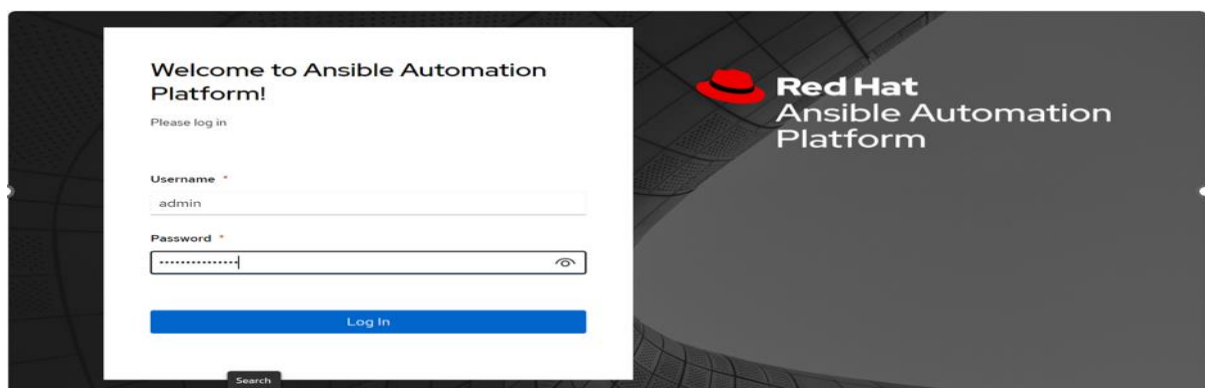 Welcome to Ansible Automation
Platform!
Please log in
Username *
admin
Password *
••••••••••••••
Log In
Search
Red Hat
Ansible Automation
Platform